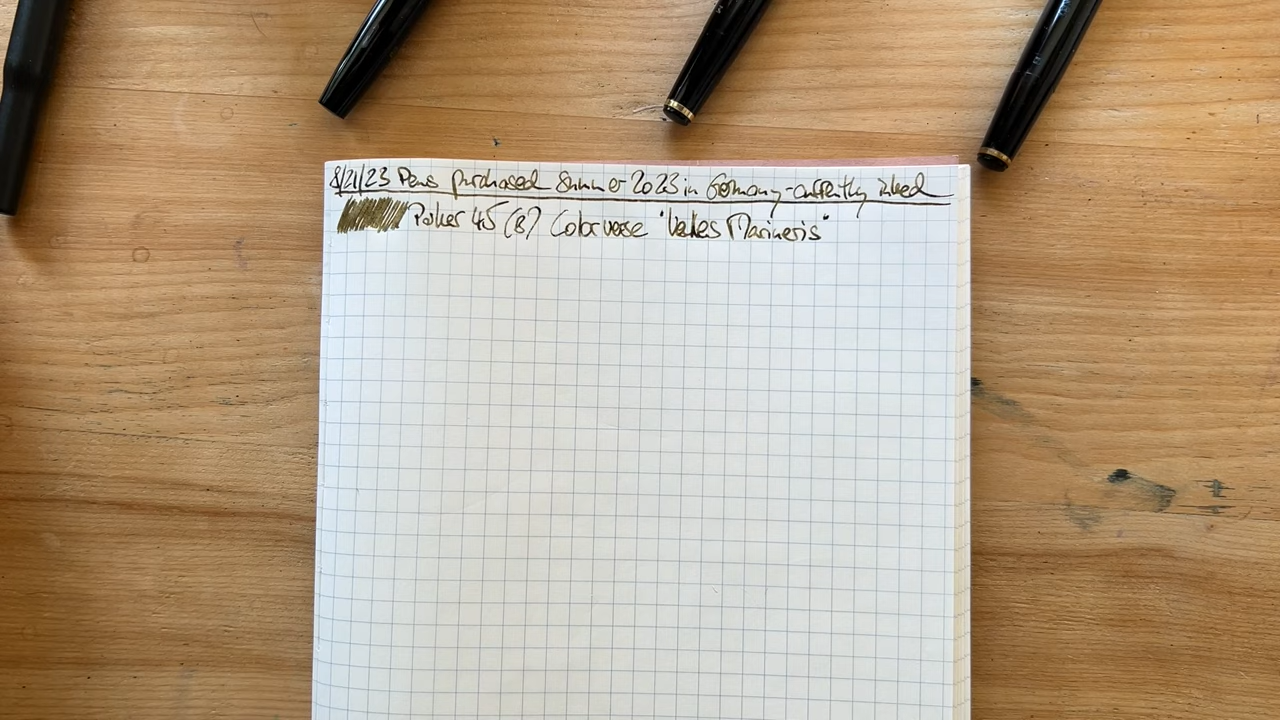 8/21/23 Pens purchased Summer 2023 in Germany - currently inked
Parker 45 (B) Colorverse "Valles Marineris"